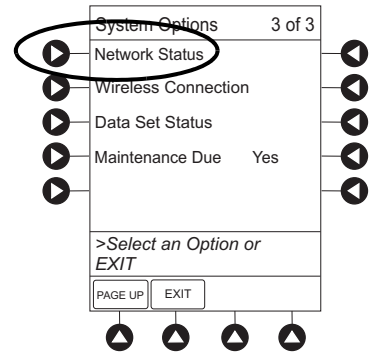 System Options 3 of 3
Network Status
Wireless Connection
Data Set Status
Maintenance Due Yes
>Select an Option or
EXIT
PAGE UP EXIT